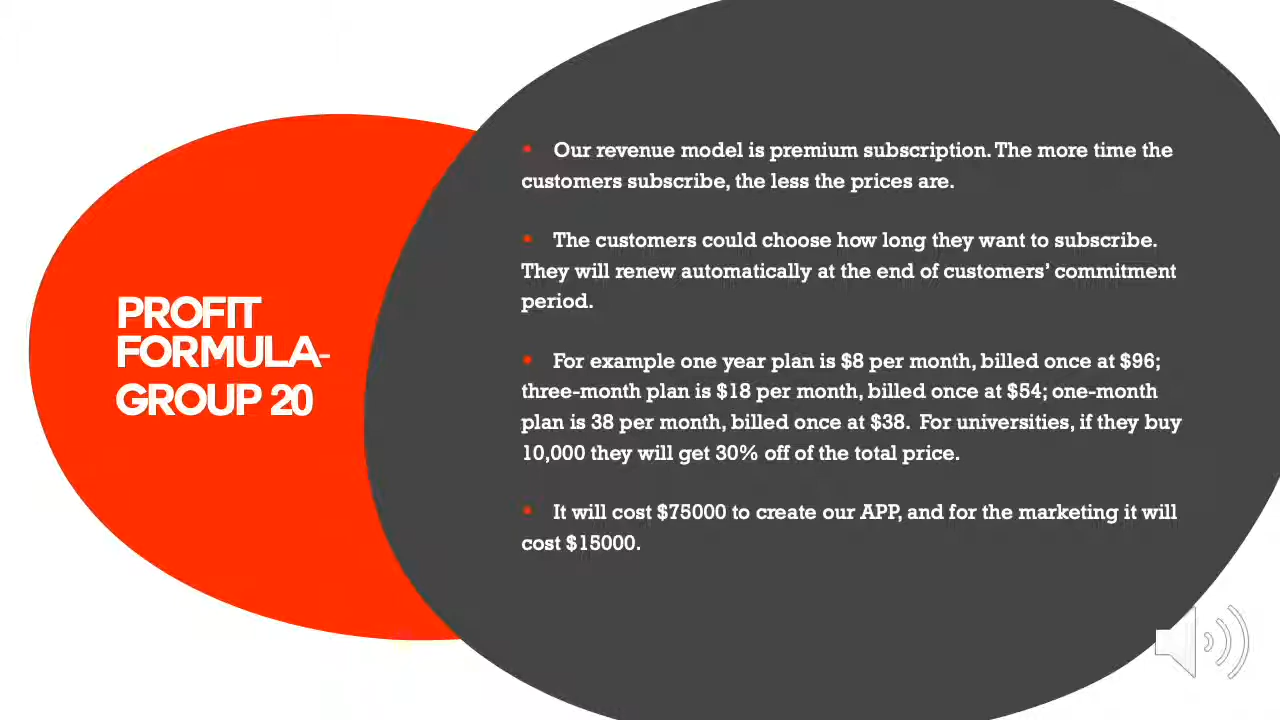 PROFIT
FORMULA-
GROUP 20
• Our revenue model is premium subscription. The more time the
customers subscribe, the less the prices are.
• The customers could choose how long they want to subscribe.
They will renew automatically at the end of customers’ commitment
period.
• For example one year plan is $8 per month, billed once at $96;
three-month plan is $18 per month, billed once at $54; one-month
plan is 38 per month, billed once at $38. For universities, if they buy
10,000 they will get 30% off of the total price.
• It will cost $75000 to create our APP, and for the marketing it will
cost $15000.